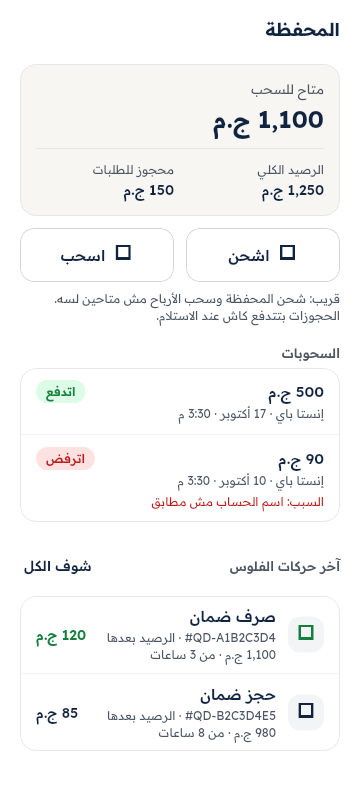 المحفظة
متاح للسحب
1,100 ج.م
الرصيد الكلي
محجوز للطلبات
1,250 ج.م
150 ج.م
اشحن
اسحب
قريب: شحن المحفظة وسحب الأرباح مش متاحين لسه.
الحجوزات بتتدفع كاش عند الاستلام.
السحوبات
500 ج.م
اتدفع
إنستا باي · 17 أكتوبر · 3:30 م
90 ج.م
اترفض
إنستا باي · 10 أكتوبر · 3:30 م
السبب: اسم الحساب مش مطابق
آخر حركات الفلوس
شوف الكل
صرف ضمان
120 ج.م
#QD-A1B2C3D4 · الرصيد بعدها
1,100 ج.م · من 3 ساعات
حجز ضمان
85 ج.م
#QD-B2C3D4E5 · الرصيد بعدها
980 ج.م · من 8 ساعات